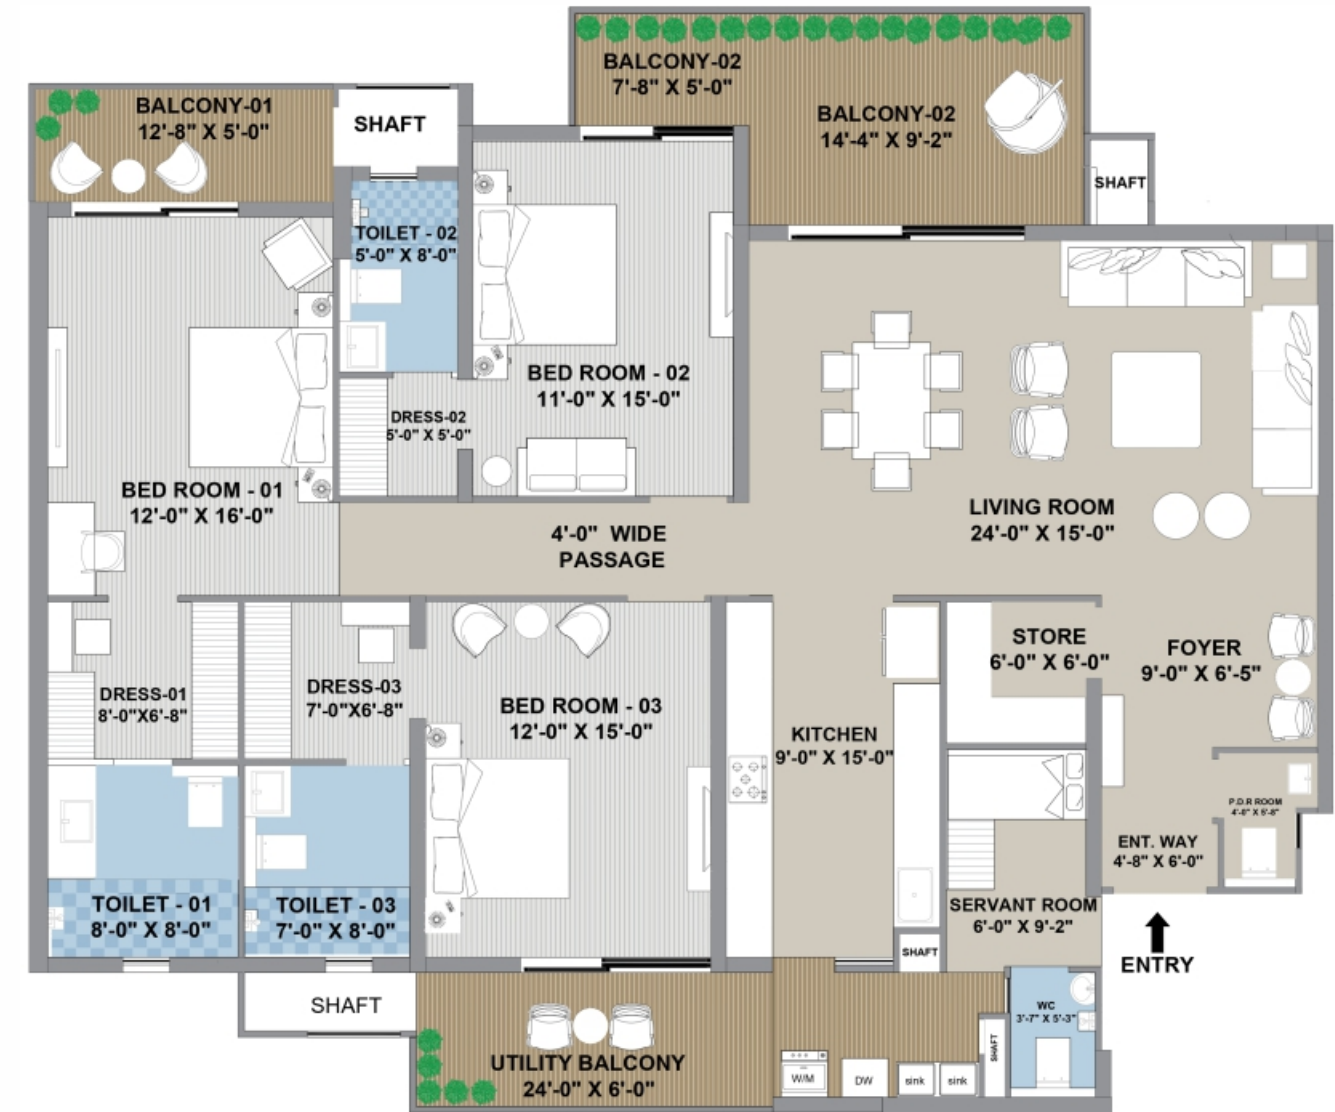 BALCONY-02
7'-8" X 5'-0"
BALCONY-01
12'-8" X 5'-0"
SHAFT
BALCONY-02
14'-4" X 9'-2"
SHAFT
TOILET - 02
5'-0" X 8'-0"
BED ROOM - 02
11'-0" X 15'-0"
DRESS-02
5'-0" X 5'-0"
BED ROOM - 01
12'-0" X 16'-0"
4'-0" WIDE
PASSAGE
LIVING ROOM
24'-0" X 15'-0"
STORE
6'-0" X 6'-0"
FOYER
9'-0" X 6'-5"
DRESS-01
8'-0"X6'-8"
DRESS-03
7'-0"X6'-8"
BED ROOM - 03
12'-0" X 15'-0"
KITCHEN
9'-0" X 15'-0"
P.D.R ROOM
ENT. WAY
4'-8" X 6'-0"
TOILET - 01
8'-0" X 8'-0"
TOILET - 03
7'-0" X 8'-0"
SERVANT ROOM
6'-0" X 9'-2"
SHAFT
ENTRY
SHAFT
WC
3'-7" X 5'-3"
SHAFT
UTILITY BALCONY
24'-0" X 6'-0"
W/M
DW
sink
sink